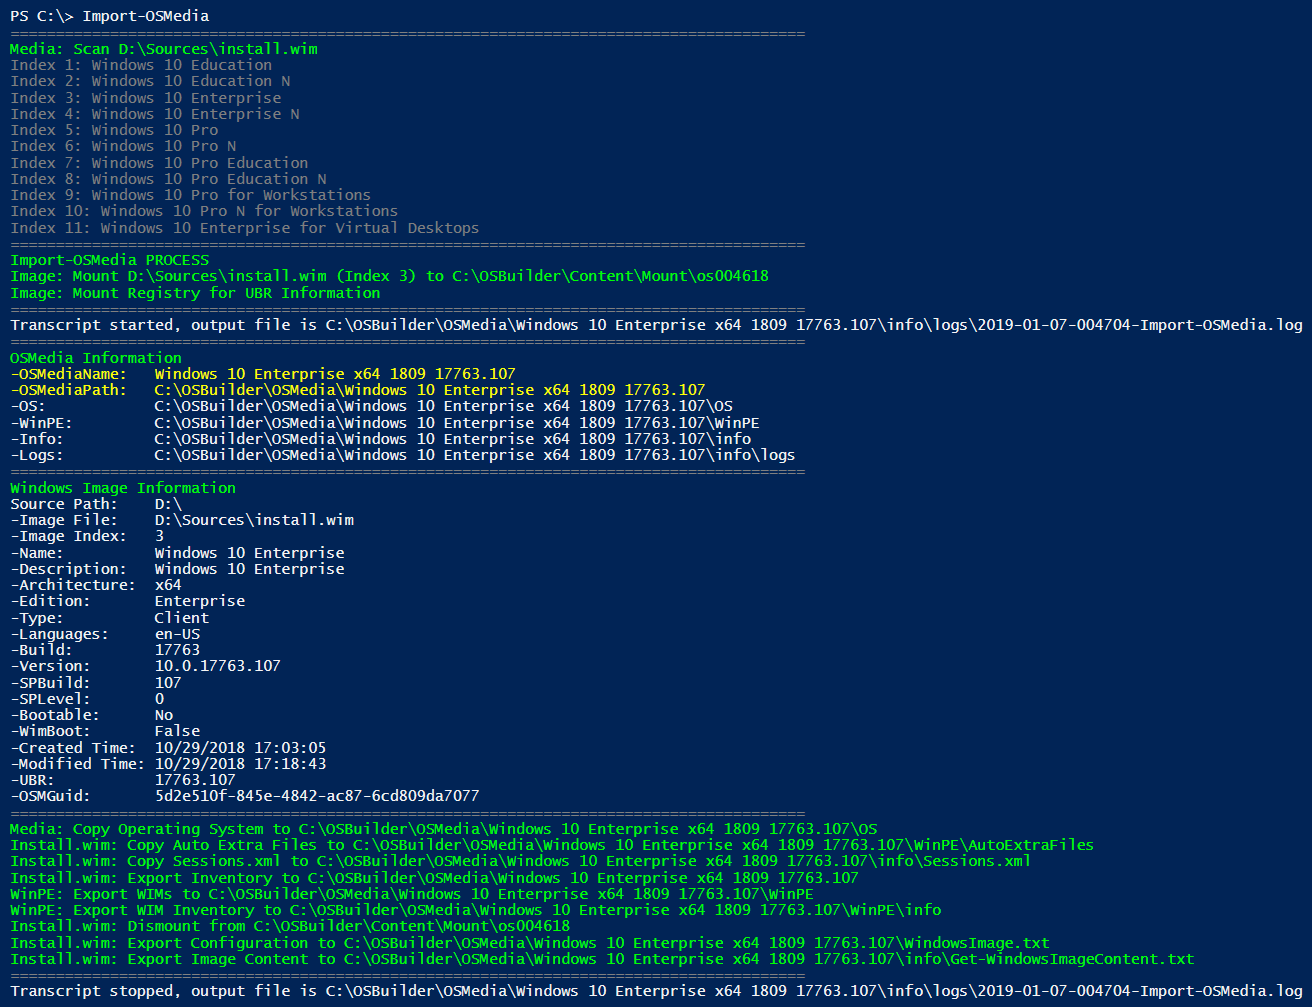 PS C:\> Import-OSMedia
========================================================================================
Media: Scan D:\Sources\install.wim
Index 1: Windows 10 Education
Index 2: Windows 10 Education N
Index 3: Windows 10 Enterprise
Index 4: Windows 10 Enterprise N
Index 5: Windows 10 Pro
Index 6: Windows 10 Pro N
Index 7: Windows 10 Pro Education
Index 8: Windows 10 Pro Education N
Index 9: Windows 10 Pro for Workstations
Index 10: Windows 10 Pro N for Workstations
Index 11: Windows 10 Enterprise for Virtual Desktops
========================================================================================
Import-OSMedia PROCESS
Image: Mount D:\Sources\install.wim (Index 3) to C:\OSBuilder\Content\Mount\os004618
Image: Mount Registry for UBR Information
========================================================================================
Transcript started, output file is C:\OSBuilder\OSMedia\Windows 10 Enterprise x64 1809 17763.107\info\logs\2019-01-07-004704-Import-OSMedia.log
========================================================================================
OSMedia Information
-OSMediaName:   Windows 10 Enterprise x64 1809 17763.107
-OSMediaPath:   C:\OSBuilder\OSMedia\Windows 10 Enterprise x64 1809 17763.107
-OS:            C:\OSBuilder\OSMedia\Windows 10 Enterprise x64 1809 17763.107\OS
-WinPE:         C:\OSBuilder\OSMedia\Windows 10 Enterprise x64 1809 17763.107\WinPE
-Info:          C:\OSBuilder\OSMedia\Windows 10 Enterprise x64 1809 17763.107\info
-Logs:          C:\OSBuilder\OSMedia\Windows 10 Enterprise x64 1809 17763.107\info\logs
========================================================================================
Windows Image Information
Source Path:    D:\
-Image File:    D:\Sources\install.wim
-Image Index:   3
-Name:          Windows 10 Enterprise
-Description:   Windows 10 Enterprise
-Architecture:  x64
-Edition:       Enterprise
-Type:          Client
-Languages:     en-US
-Build:         17763
-Version:       10.0.17763.107
-SPBuild:       107
-SPLevel:       0
-Bootable:      No
-WimBoot:       False
-Created Time:  10/29/2018 17:03:05
-Modified Time: 10/29/2018 17:18:43
-UBR:           17763.107
-OSMGuid:       5d2e510f-845e-4842-ac87-6cd809da7077
========================================================================================
Media: Copy Operating System to C:\OSBuilder\OSMedia\Windows 10 Enterprise x64 1809 17763.107\OS
Install.wim: Copy Auto Extra Files to C:\OSBuilder\OSMedia\Windows 10 Enterprise x64 1809 17763.107\WinPE\AutoExtraFiles
Install.wim: Copy Sessions.xml to C:\OSBuilder\OSMedia\Windows 10 Enterprise x64 1809 17763.107\info\Sessions.xml
Install.wim: Export Inventory to C:\OSBuilder\OSMedia\Windows 10 Enterprise x64 1809 17763.107
WinPE: Export WIMs to C:\OSBuilder\OSMedia\Windows 10 Enterprise x64 1809 17763.107\WinPE
WinPE: Export WIM Inventory to C:\OSBuilder\OSMedia\Windows 10 Enterprise x64 1809 17763.107\WinPE\info
Install.wim: Dismount from C:\OSBuilder\Content\Mount\os004618
Install.wim: Export Configuration to C:\OSBuilder\OSMedia\Windows 10 Enterprise x64 1809 17763.107\WindowsImage.txt
Install.wim: Export Image Content to C:\OSBuilder\OSMedia\Windows 10 Enterprise x64 1809 17763.107\info\Get-WindowsImageContent.txt
========================================================================================
Transcript stopped, output file is C:\OSBuilder\OSMedia\Windows 10 Enterprise x64 1809 17763.107\info\logs\2019-01-07-004704-Import-OSMedia.log